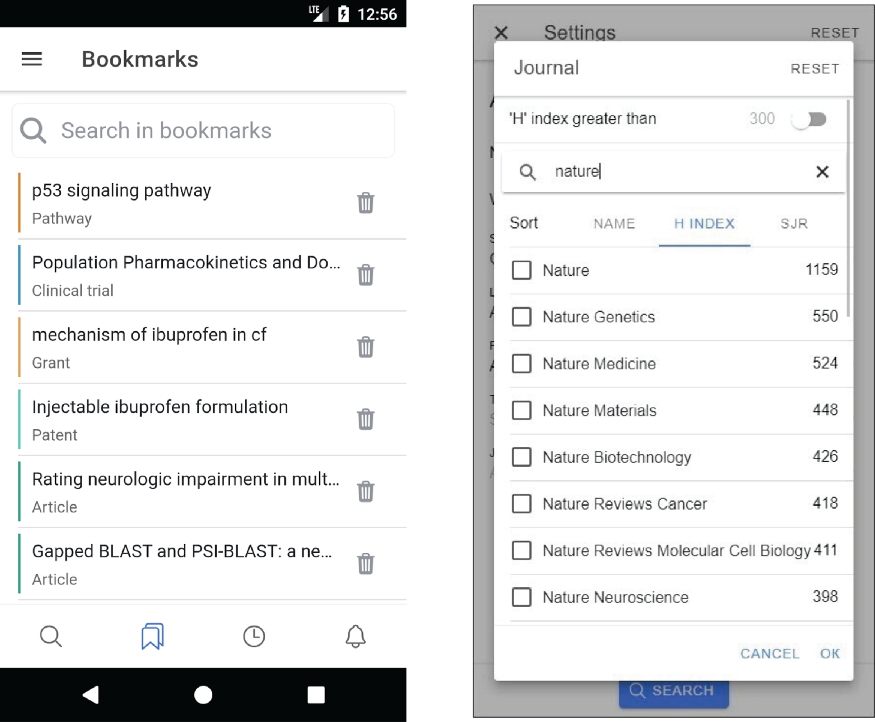 LTE 12:56
Bookmarks
Search in bookmarks
p53 signaling pathway
Pathway
Population Pharmacokinetics and Do...
Clinical trial
mechanism of ibuprofen in cf
Grant
Injectable ibuprofen formulation
Patent
Rating neurologic impairment in mult...
Article
Gapped BLAST and PSI-BLAST: a ne...
Article
Settings RESET
Journal RESET
'H' index greater than 300
nature
Sort NAME H INDEX SJR
Nature 1159
Nature Genetics 550
Nature Medicine 524
Nature Materials 448
Nature Biotechnology 426
Nature Reviews Cancer 418
Nature Reviews Molecular Cell Biology 411
Nature Neuroscience 398
CANCEL OK
SEARCH